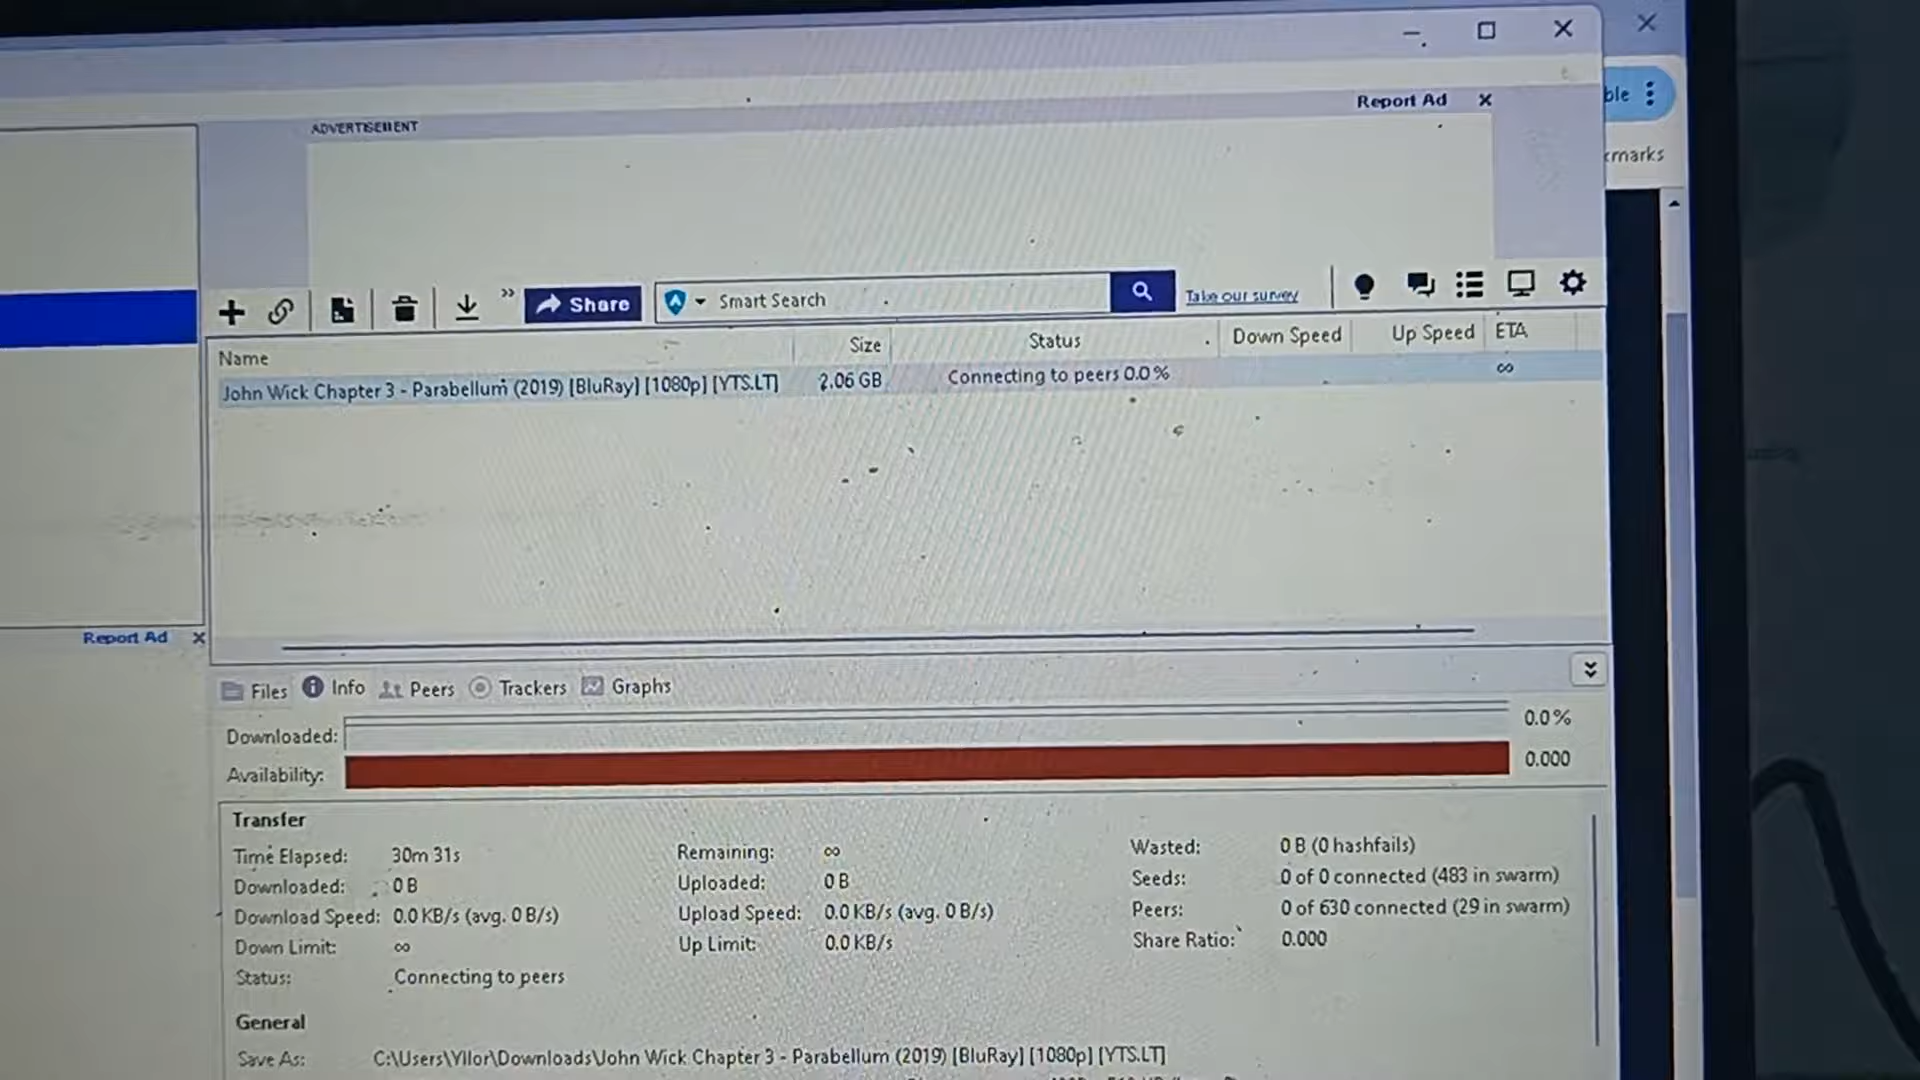 ble
Report Ad
ADVERTISEMENT
kmarks
Share
Smart Search
Take our survey
Name Size Status Down Speed Up Speed ETA
John Wick Chapter 3 - Parabellum (2019) [BluRay] [1080p] [YTS.LT] 2.06 GB Connecting to peers 0.0 % ∞
Report Ad
Files Info Peers Trackers Graphs
Downloaded: 0.0 %
Availability: 0.000
Transfer
Time Elapsed: 30m 31s Remaining: ∞ Wasted: 0 B (0 hashfails)
Downloaded: 0 B Uploaded: 0 B Seeds: 0 of 0 connected (483 in swarm)
Download Speed: 0.0 KB/s (avg. 0 B/s) Upload Speed: 0.0 KB/s (avg. 0 B/s) Peers: 0 of 630 connected (29 in swarm)
Down Limit: ∞ Up Limit: 0.0 KB/s Share Ratio: 0.000
Status: Connecting to peers
General
Save As: C:\Users\Yllor\Downloads\John Wick Chapter 3 - Parabellum (2019) [BluRay] [1080p] [YTS.LT]